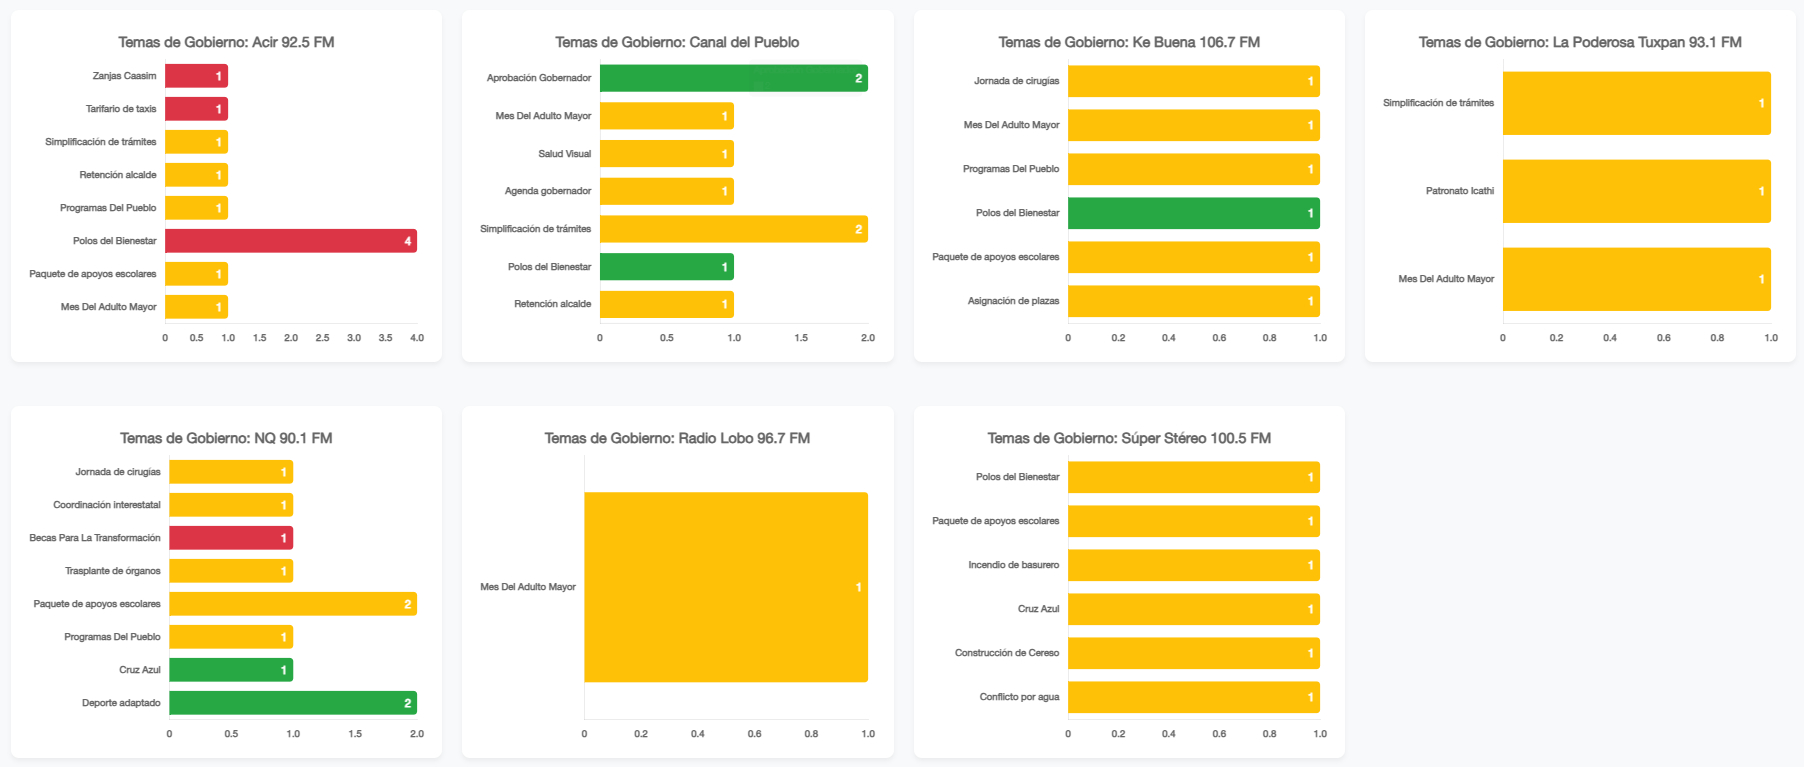 Temas de Gobierno: Acir 92.5 FM
Zanjas Caasim 1
Tarifario de taxis 1
Simplificación de trámites 1
Retención alcalde 1
Programas Del Pueblo 1
Polos del Bienestar 4
Paquete de apoyos escolares 1
Mes Del Adulto Mayor 1
0 0.5 1.0 1.5 2.0 2.5 3.0 3.5 4.0
Temas de Gobierno: Canal del Pueblo
Aprobación Gobernador 2
Mes Del Adulto Mayor 1
Salud Visual 1
Agenda gobernador 1
Simplificación de trámites 2
Polos del Bienestar 1
Retención alcalde 1
0 0.5 1.0 1.5 2.0
Temas de Gobierno: Ke Buena 106.7 FM
Jornada de cirugías 1
Mes Del Adulto Mayor 1
Programas Del Pueblo 1
Polos del Bienestar 1
Paquete de apoyos escolares 1
Asignación de plazas 1
0 0.2 0.4 0.6 0.8 1.0
Temas de Gobierno: La Poderosa Tuxpan 93.1 FM
Simplificación de trámites 1
Patronato Icathi 1
Mes Del Adulto Mayor 1
0 0.2 0.4 0.6 0.8 1.0
Temas de Gobierno: NQ 90.1 FM
Jornada de cirugías 1
Coordinación interestatal 1
Becas Para La Transformación 1
Trasplante de órganos 1
Paquete de apoyos escolares 2
Programas Del Pueblo 1
Cruz Azul 1
Deporte adaptado 2
0 0.5 1.0 1.5 2.0
Temas de Gobierno: Radio Lobo 96.7 FM
Mes Del Adulto Mayor 1
0 0.2 0.4 0.6 0.8 1.0
Temas de Gobierno: Súper Stéreo 100.5 FM
Polos del Bienestar 1
Paquete de apoyos escolares 1
Incendio de basurero 1
Cruz Azul 1
Construcción de Cereso 1
Conflicto por agua 1
0 0.2 0.4 0.6 0.8 1.0